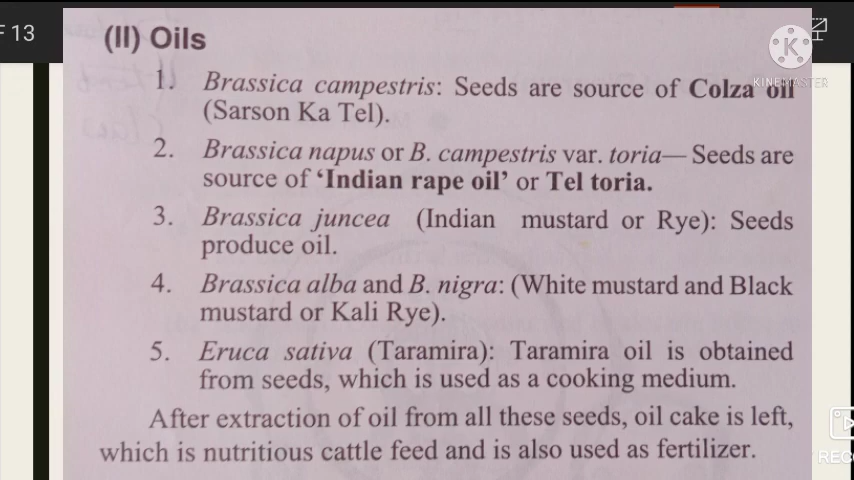 F 13
(II) Oils
KINEMASTER
1. Brassica campestris: Seeds are source of Colza oil
(Sarson Ka Tel).
2. Brassica napus or B. campestris var. toria— Seeds are
source of ‘Indian rape oil’ or Tel toria.
3. Brassica juncea (Indian mustard or Rye): Seeds
produce oil.
4. Brassica alba and B. nigra: (White mustard and Black
mustard or Kali Rye).
5. Eruca sativa (Taramira): Taramira oil is obtained
from seeds, which is used as a cooking medium.
After extraction of oil from all these seeds, oil cake is left,
which is nutritious cattle feed and is also used as fertilizer.
REC